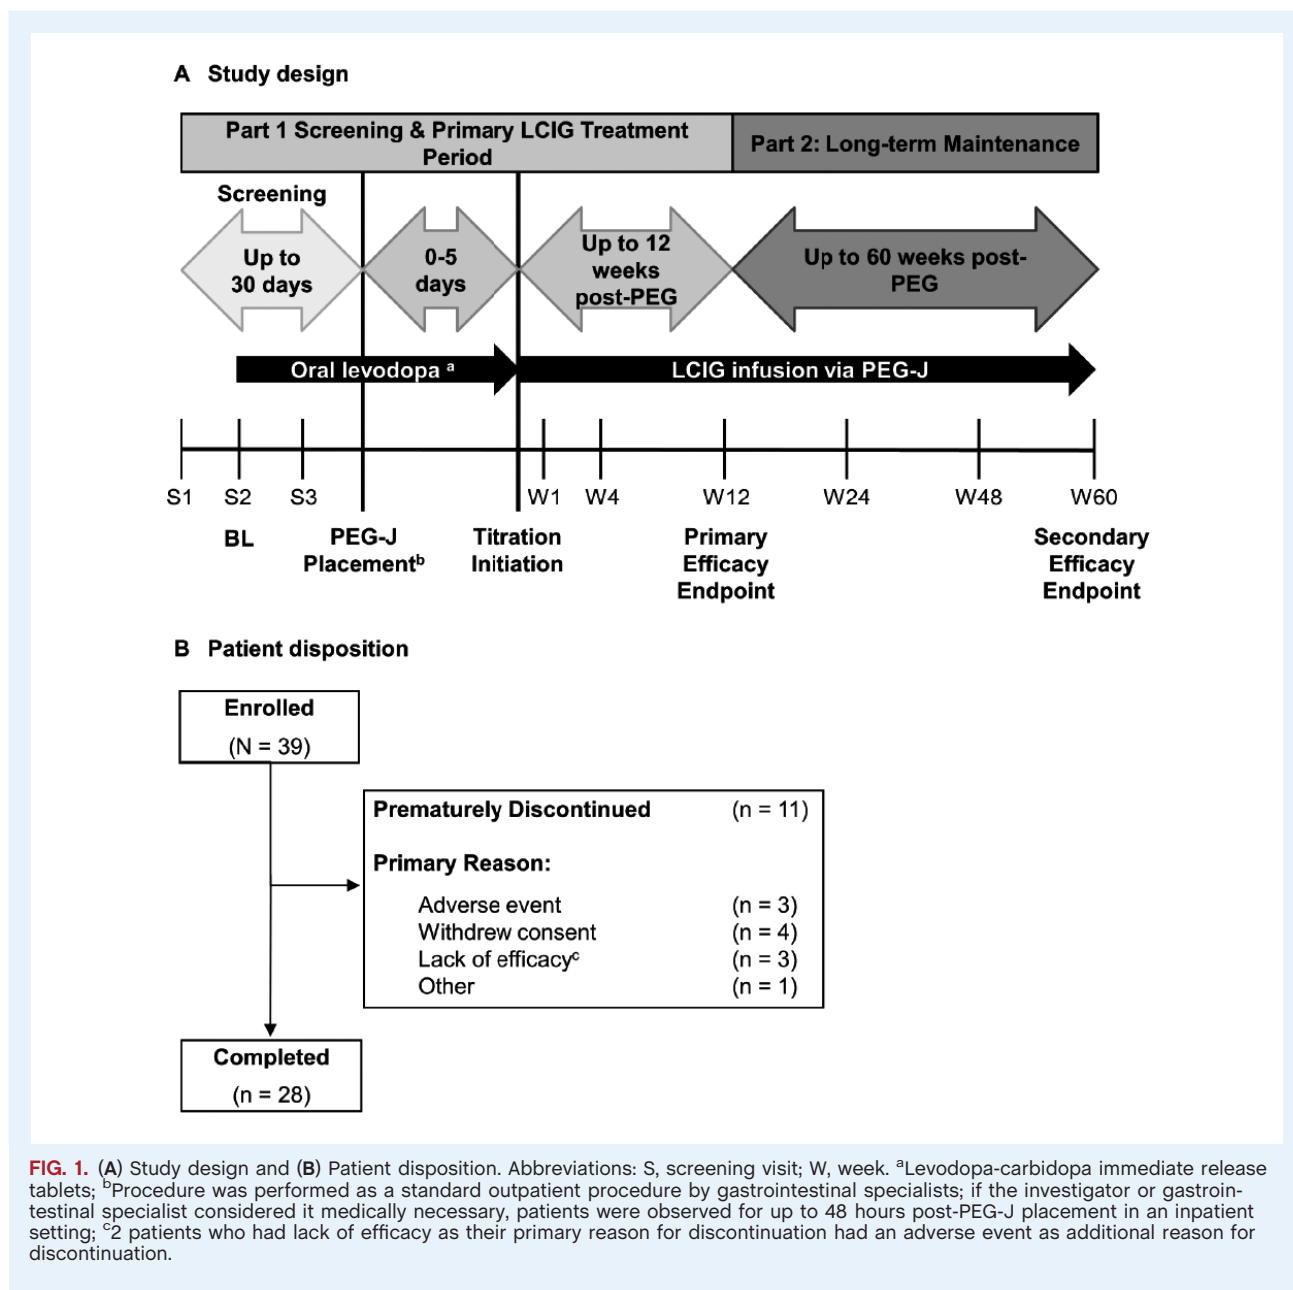 A Study design
Part 1 Screening & Primary LCIG Treatment
Period
Part 2: Long-term Maintenance
Screening
Up to
30 days
0-5
days
Up to 12
weeks
post-PEG
Up to 60 weeks post-
PEG
Oral levodopa a
LCIG infusion via PEG-J
S1 S2 S3 W1 W4 W12 W24 W48 W60
BL
PEG-J
Placementb
Titration
Initiation
Primary
Efficacy
Endpoint
Secondary
Efficacy
Endpoint
B Patient disposition
Enrolled
(N = 39)
Prematurely Discontinued (n = 11)
Primary Reason:
Adverse event (n = 3)
Withdrew consent (n = 4)
Lack of efficacyc (n = 3)
Other (n = 1)
Completed
(n = 28)
FIG. 1. (A) Study design and (B) Patient disposition. Abbreviations: S, screening visit; W, week. aLevodopa-carbidopa immediate release
tablets; bProcedure was performed as a standard outpatient procedure by gastrointestinal specialists; if the investigator or gastroin-
testinal specialist considered it medically necessary, patients were observed for up to 48 hours post-PEG-J placement in an inpatient
setting; c2 patients who had lack of efficacy as their primary reason for discontinuation had an adverse event as additional reason for
discontinuation.